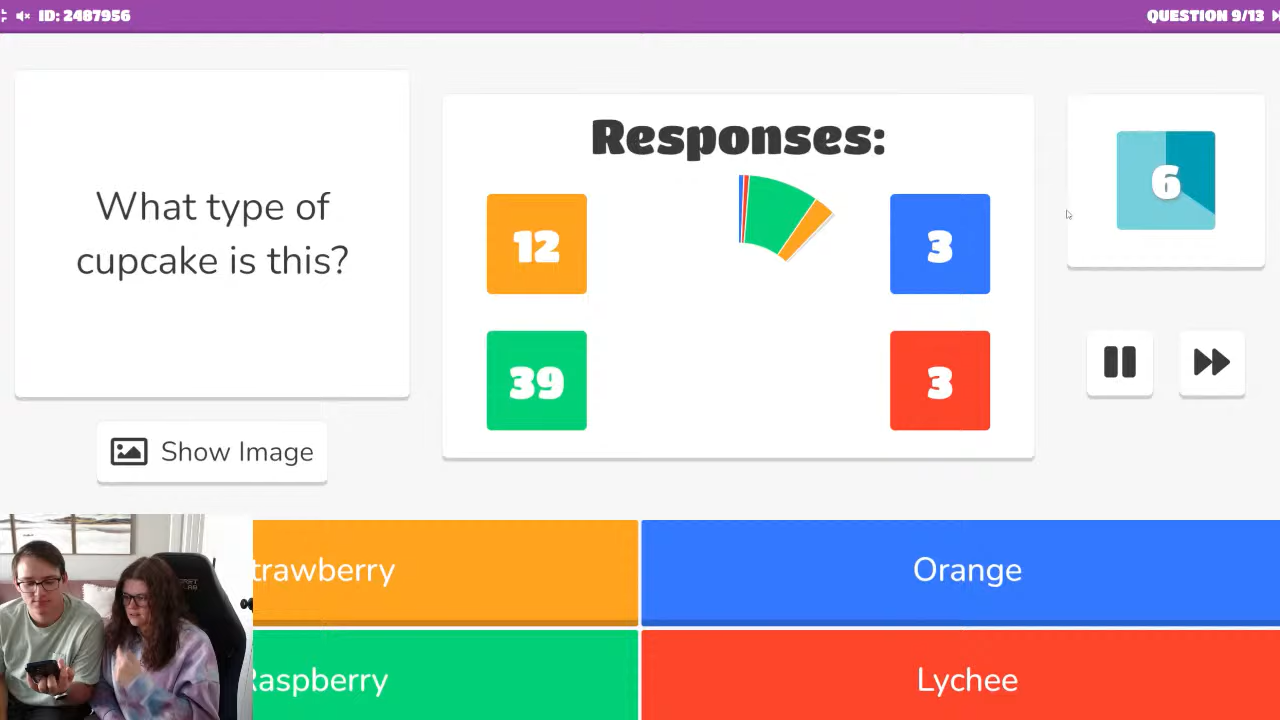 ID: 2487956
QUESTION 9/13
What type of
cupcake is this?
Show Image
Responses:
12
3
39
3
6
trawberry
Orange
Raspberry
Lychee